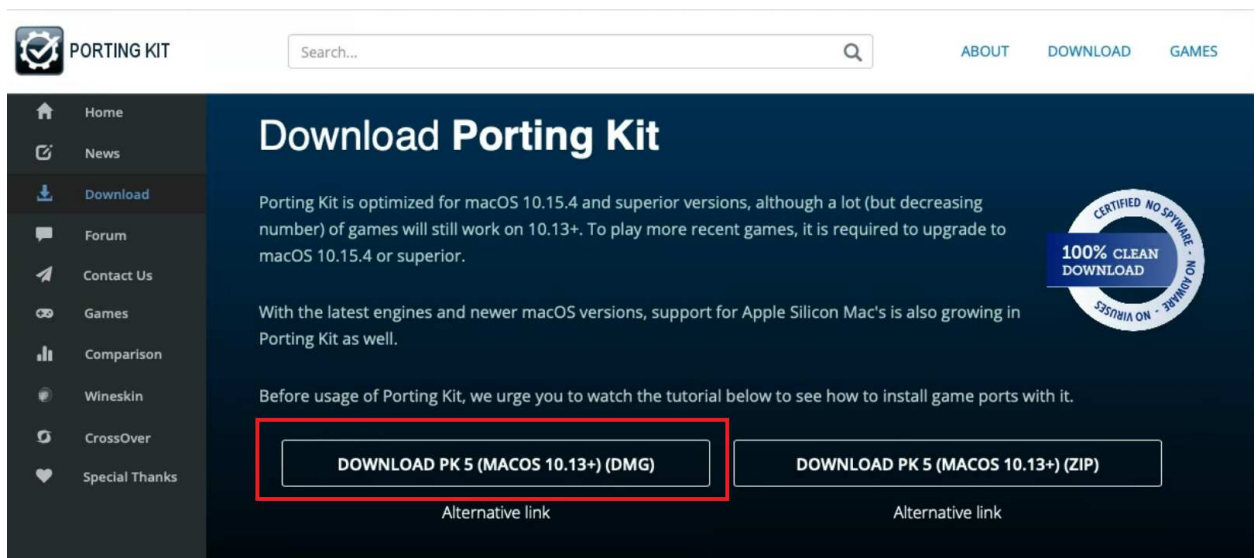 PORTING KIT
Search...
ABOUT
DOWNLOAD
GAMES
Home
News
Download
Forum
Contact Us
Games
Comparison
Wineskin
CrossOver
Special Thanks
Download Porting Kit
Porting Kit is optimized for macOS 10.15.4 and superior versions, although a lot (but decreasing
number) of games will still work on 10.13+. To play more recent games, it is required to upgrade to
macOS 10.15.4 or superior.
With the latest engines and newer macOS versions, support for Apple Silicon Mac's is also growing in
Porting Kit as well.
Before usage of Porting Kit, we urge you to watch the tutorial below to see how to install game ports with it.
CERTIFIED NO SPYWARE - NO ADWARE - NO VIRUSES
100% CLEAN
DOWNLOAD
DOWNLOAD PK 5 (MACOS 10.13+) (DMG)
Alternative link
DOWNLOAD PK 5 (MACOS 10.13+) (ZIP)
Alternative link